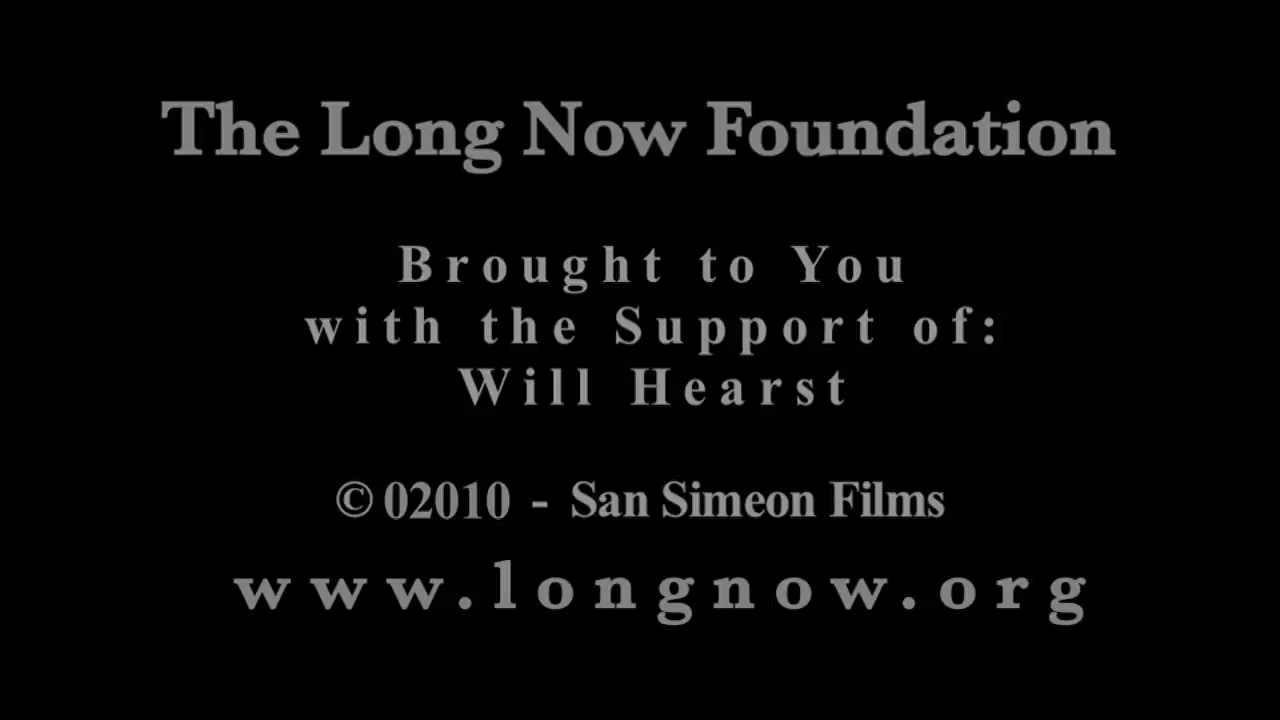 The Long Now Foundation
Brought to You
with the Support of:
Will Hearst
© 02010 - San Simeon Films
www.longnow.org